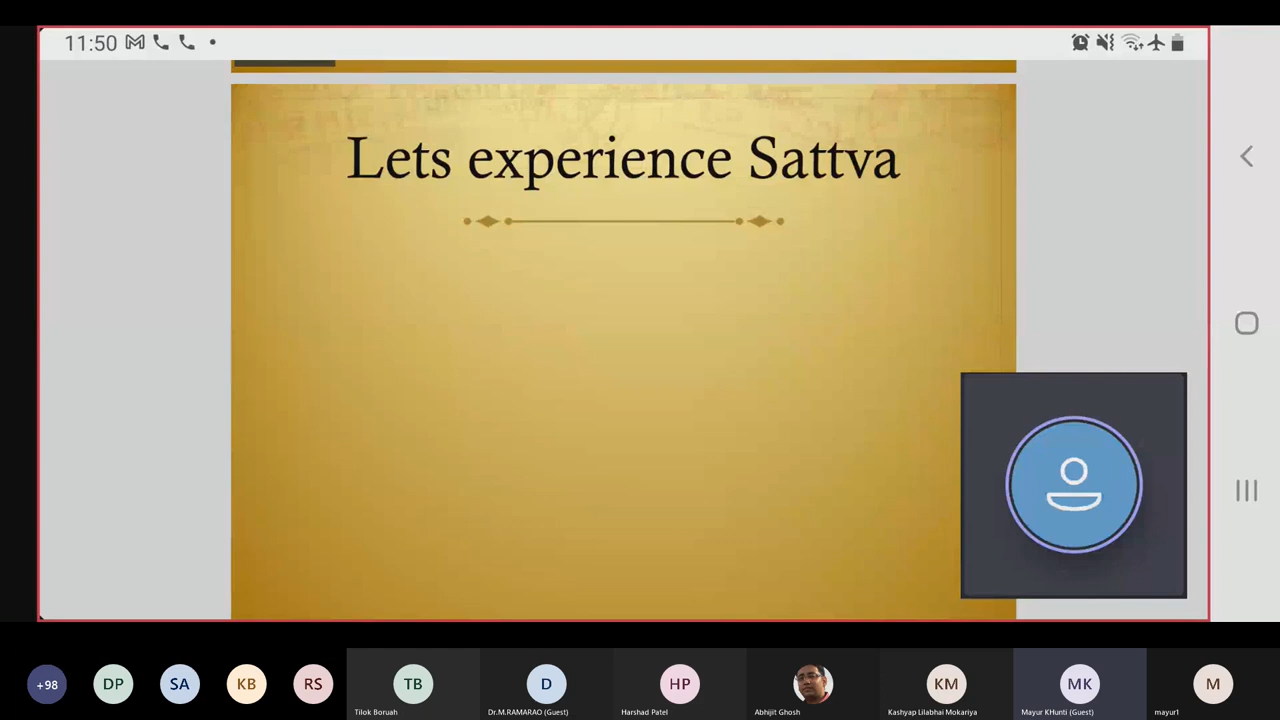 11:50
Lets experience Sattva
+98
DP
SA
KB
RS
TB
D
HP
KM
MK
M
Tilok Boruah
Dr.M.RAMARAO (Guest)
Harshad Patel
Abhijit Ghosh
Kashyap Lilabhai Mokariya
Mayur KHunti (Guest)
mayur1